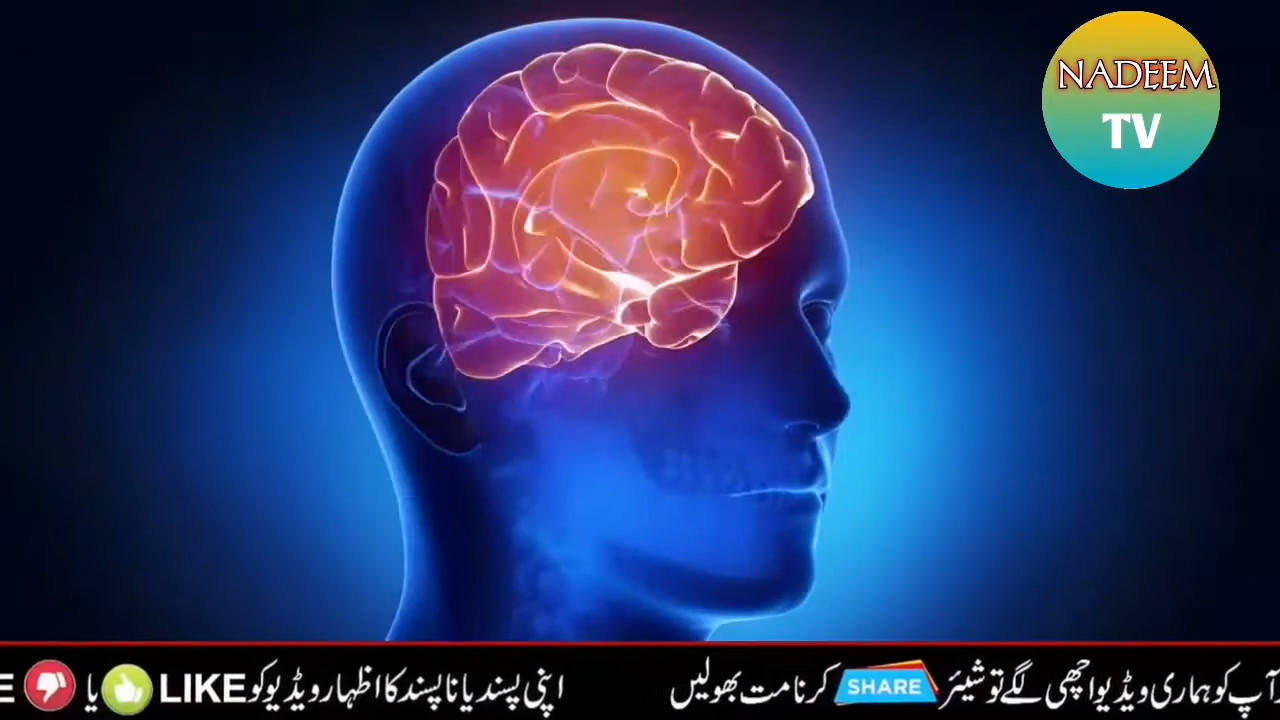 NADEEM
TV
آپ کو ہماری ویڈیو اچھی لگے تو شیئر SHARE کرنا مت بھولیں اپنی پسند یا ناپسند کا اظہار ویڈیو کو LIKE یا